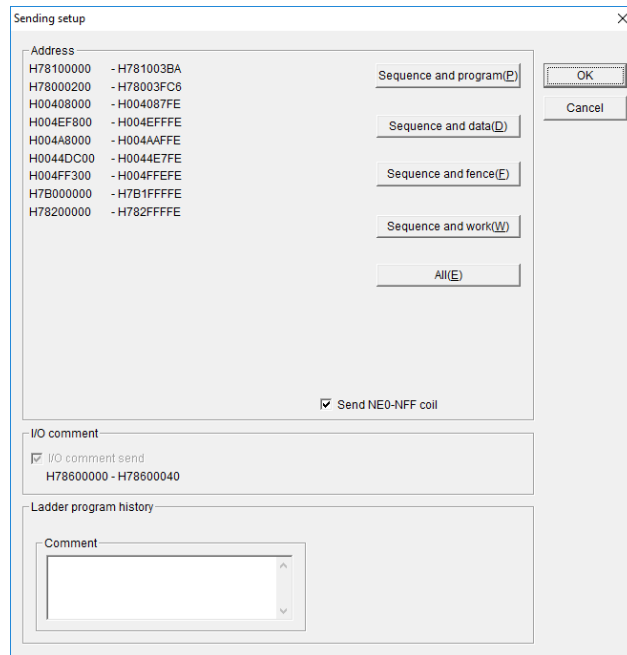 Sending setup
Address
H78100000 - H781003BA
H78000200 - H78003FC6
H00408000 - H004087FE
H004EF800 - H004EFFFE
H004A8000 - H004AAFFE
H0044DC00 - H0044E7FE
H004FF300 - H004FFEFE
H7B000000 - H7B1FFFFE
H78200000 - H782FFFFE
Sequence and program(P)
Sequence and data(D)
Sequence and fence(F)
Sequence and work(W)
All(E)
OK
Cancel
Send NE0-NFF coil
I/O comment
I/O comment send
H78600000 - H78600040
Ladder program history
Comment